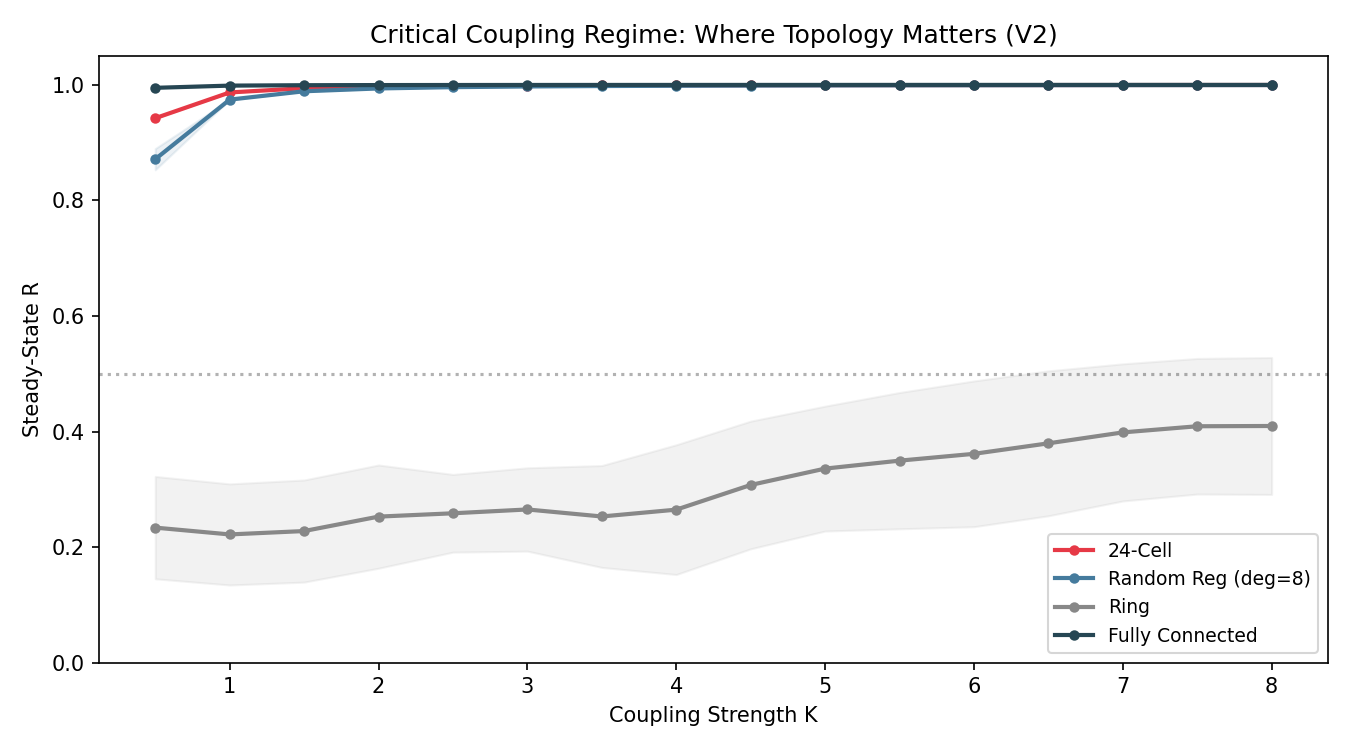 Critical Coupling Regime: Where Topology Matters (V2)
Steady-State R
1.0
0.8
0.6
0.4
0.2
0.0
1 2 3 4 5 6 7 8
Coupling Strength K
24-Cell
Random Reg (deg=8)
Ring
Fully Connected